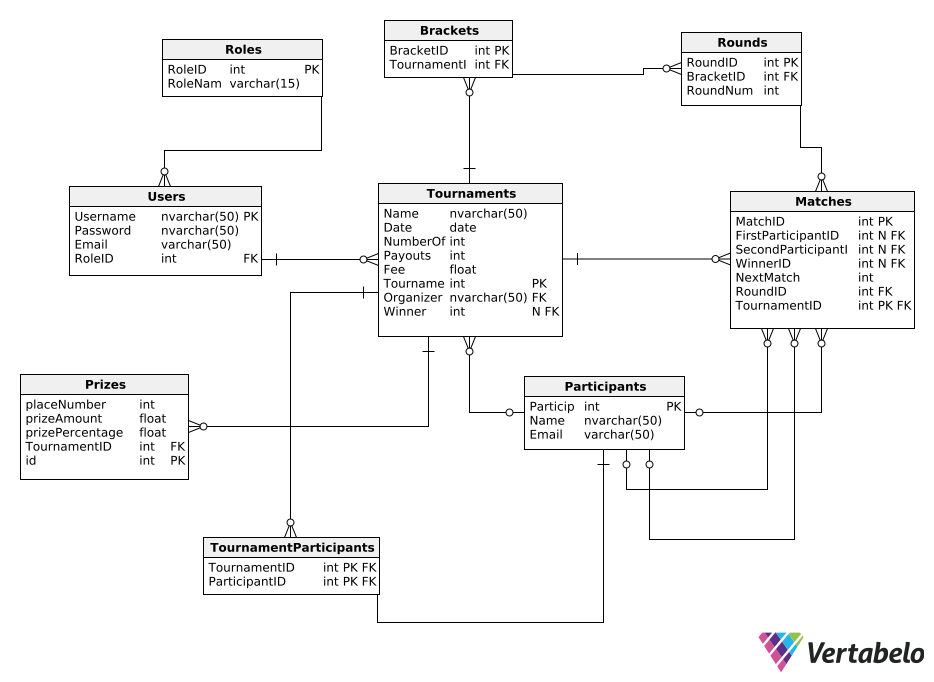 Roles
RoleID int PK
RoleNam varchar(15)
Brackets
BracketID int PK
TournamentI int FK
Rounds
RoundID int PK
BracketID int FK
RoundNum int
Users
Username nvarchar(50) PK
Password nvarchar(50)
Email varchar(50)
RoleID int FK
Tournaments
Name nvarchar(50)
Date date
NumberOf int
Payouts int
Fee float
Tourname int PK
Organizer nvarchar(50) FK
Winner int N FK
Matches
MatchID int PK
FirstParticipantID int N FK
SecondParticipantI int N FK
WinnerID int N FK
NextMatch int
RoundID int FK
TournamentID int PK FK
Prizes
placeNumber int
prizeAmount float
prizePercentage float
TournamentID int FK
id int PK
Participants
Particip int PK
Name nvarchar(50)
Email varchar(50)
TournamentParticipants
TournamentID int PK FK
ParticipantID int PK FK
Vertabelo